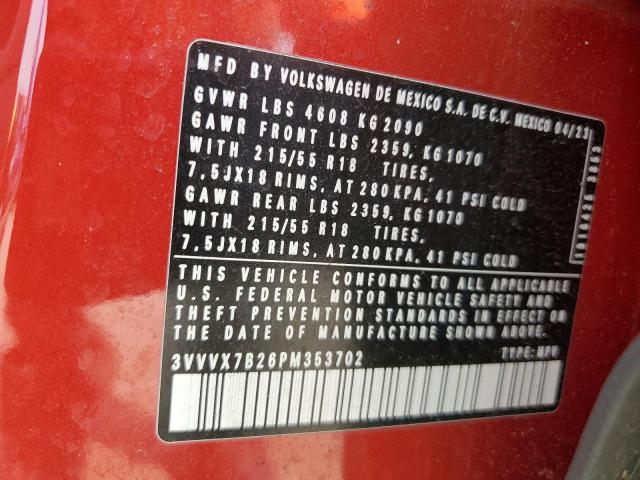 MFD BY VOLKSWAGEN DE MEXICO S.A. DE C.V. MEXICO 04/23
GVWR LBS 4608 KG 2090
GAWR FRONT LBS 2359, KG 1070
WITH 215/55 R18 TIRES,
7,5JX18 RIMS, AT 280 KPA, 41 PSI COLD
GAWR REAR LBS 2359, KG 1070
WITH 215/55 R18 TIRES,
7,5JX18 RIMS, AT 280 KPA, 41 PSI COLD
THIS VEHICLE CONFORMS TO ALL APPLICABLE
U.S. FEDERAL MOTOR VEHICLE SAFETY AND
THEFT PREVENTION STANDARDS IN EFFECT ON
THE DATE OF MANUFACTURE SHOWN ABOVE.
3VVVX7B26PM353702 TYPE: MPV